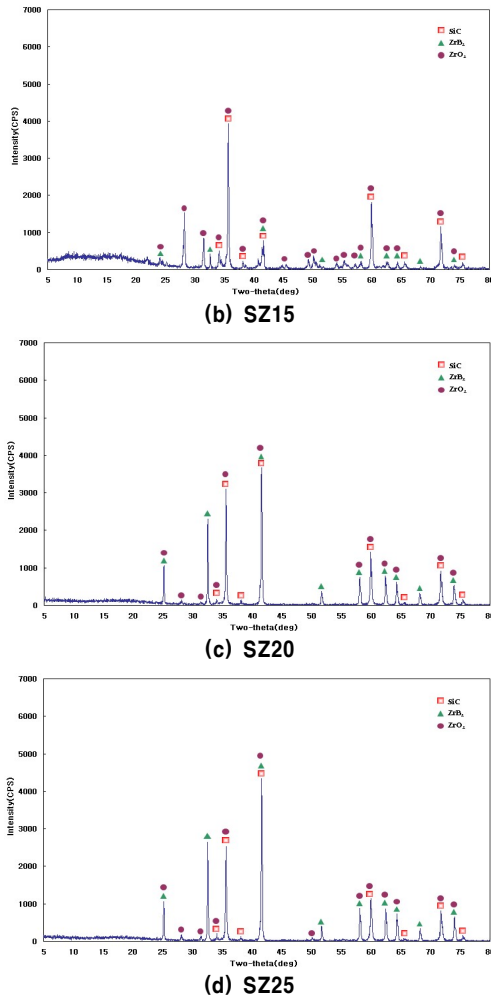 7000
6000
5000
4000
3000
2000
1000
0
Intensity(CPS)
SiC
ZrB₂
ZrO₂
5 10 15 20 25 30 35 40 45 50 55 60 65 70 75 80
Two-theta(deg)
(b) SZ15
7000
6000
5000
4000
3000
2000
1000
0
Intensity(CPS)
SiC
ZrB₂
ZrO₂
5 10 15 20 25 30 35 40 45 50 55 60 65 70 75 80
Two-theta(deg)
(c) SZ20
7000
6000
5000
4000
3000
2000
1000
0
Intensity(CPS)
SiC
ZrB₂
ZrO₂
5 10 15 20 25 30 35 40 45 50 55 60 65 70 75 80
Two-theta(deg)
(d) SZ25